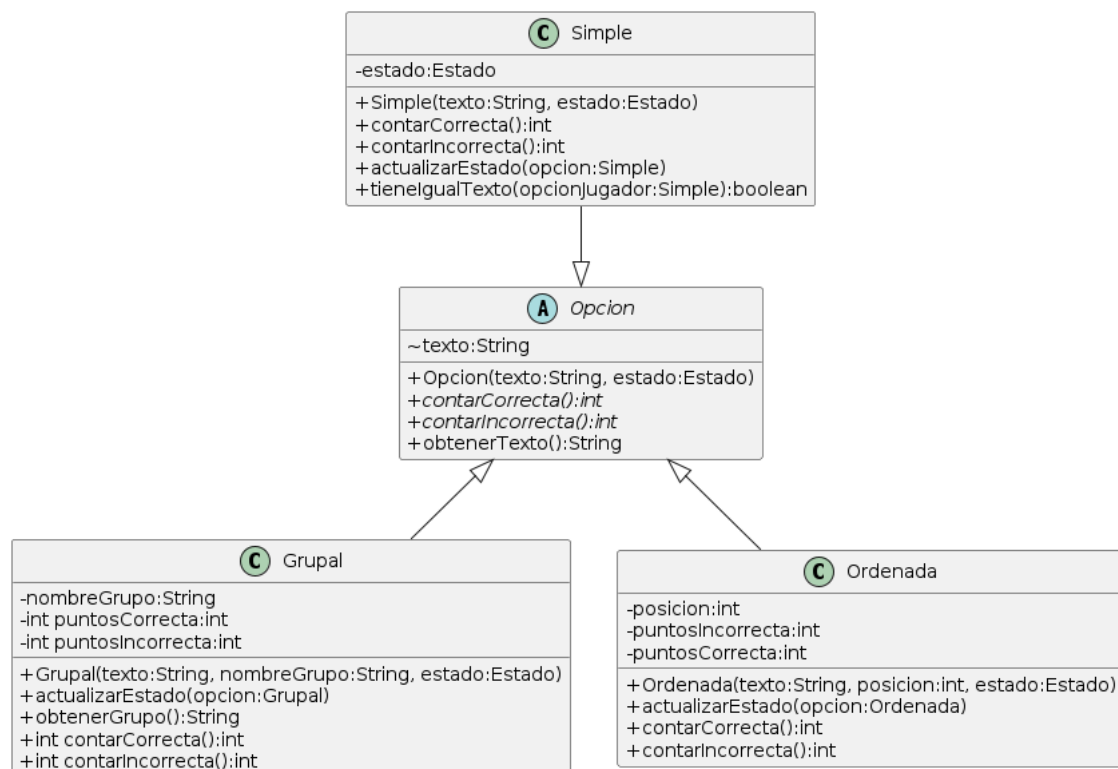 C Simple
-estado:Estado
+Simple(texto:String, estado:Estado)
+contarCorrecta():int
+contarIncorrecta():int
+actualizarEstado(opcion:Simple)
+tieneIgualTexto(opcionJugador:Simple):boolean
A Opcion
~texto:String
+Opcion(texto:String, estado:Estado)
+contarCorrecta():int
+contarIncorrecta():int
+obtenerTexto():String
C Grupal
-nombreGrupo:String
-int puntosCorrecta:int
-int puntosIncorrecta:int
+Grupal(texto:String, nombreGrupo:String, estado:Estado)
+actualizarEstado(opcion:Grupal)
+obtenerGrupo():String
+int contarCorrecta():int
+int contarIncorrecta():int
C Ordenada
-posicion:int
-puntosIncorrecta:int
-puntosCorrecta:int
+Ordenada(texto:String, posicion:int, estado:Estado)
+actualizarEstado(opcion:Ordenada)
+contarCorrecta():int
+contarIncorrecta():int